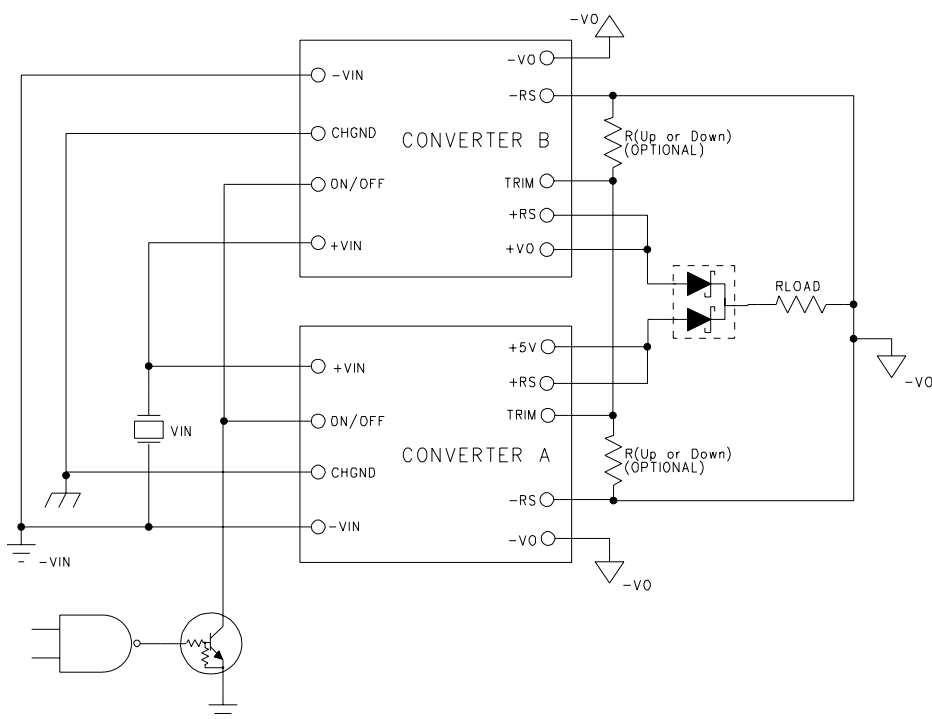 -VO
-VO
-VIN
-RS
CHGND
CONVERTER B
R(Up or Down)
(OPTIONAL)
ON/OFF
TRIM
+RS
+VIN
+VO
RLOAD
+5V
+VIN
+RS
-VO
ON/OFF
TRIM
VIN
CONVERTER A
R(Up or Down)
(OPTIONAL)
CHGND
-RS
-VIN
-VO
-VIN
-VO